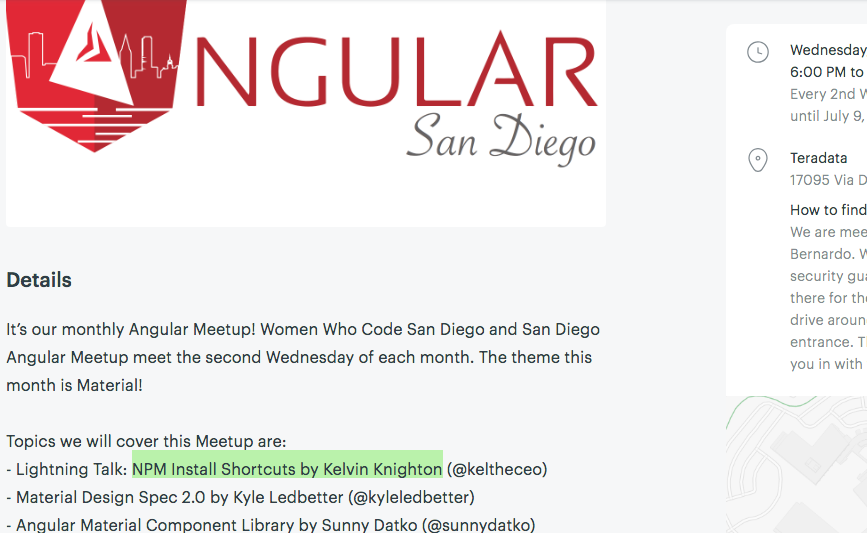 NGULAR
San Diego
Details
It's our monthly Angular Meetup! Women Who Code San Diego and San Diego
Angular Meetup meet the second Wednesday of each month. The theme this
month is Material!
Topics we will cover this Meetup are:
- Lightning Talk: NPM Install Shortcuts by Kelvin Knighton (@keltheceo)
- Material Design Spec 2.0 by Kyle Ledbetter (@kyleledbetter)
- Angular Material Component Library by Sunny Datko (@sunnydatko)
Wednesday
6:00 PM to
Every 2nd W
until July 9,
Teradata
17095 Via D
How to find
We are mee
Bernardo. W
security gua
there for the
drive aroun
entrance. T
you in with